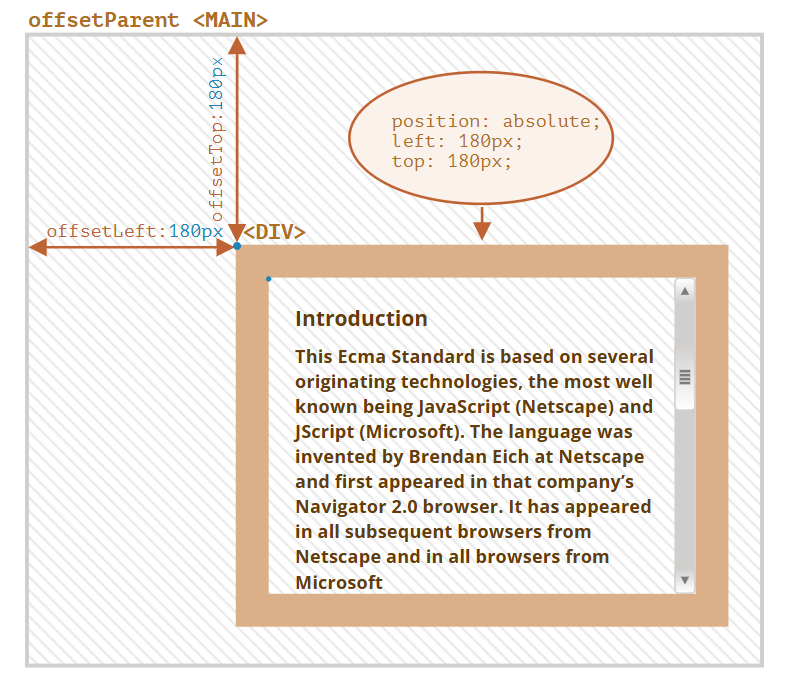 offsetParent <MAIN>
offsetTop:180px
position: absolute;
left: 180px;
top: 180px;
offsetLeft:180px
<DIV>
Introduction
This Ecma Standard is based on several
originating technologies, the most well
known being JavaScript (Netscape) and
JScript (Microsoft). The language was
invented by Brendan Eich at Netscape
and first appeared in that company’s
Navigator 2.0 browser. It has appeared
in all subsequent browsers from
Netscape and in all browsers from
Microsoft